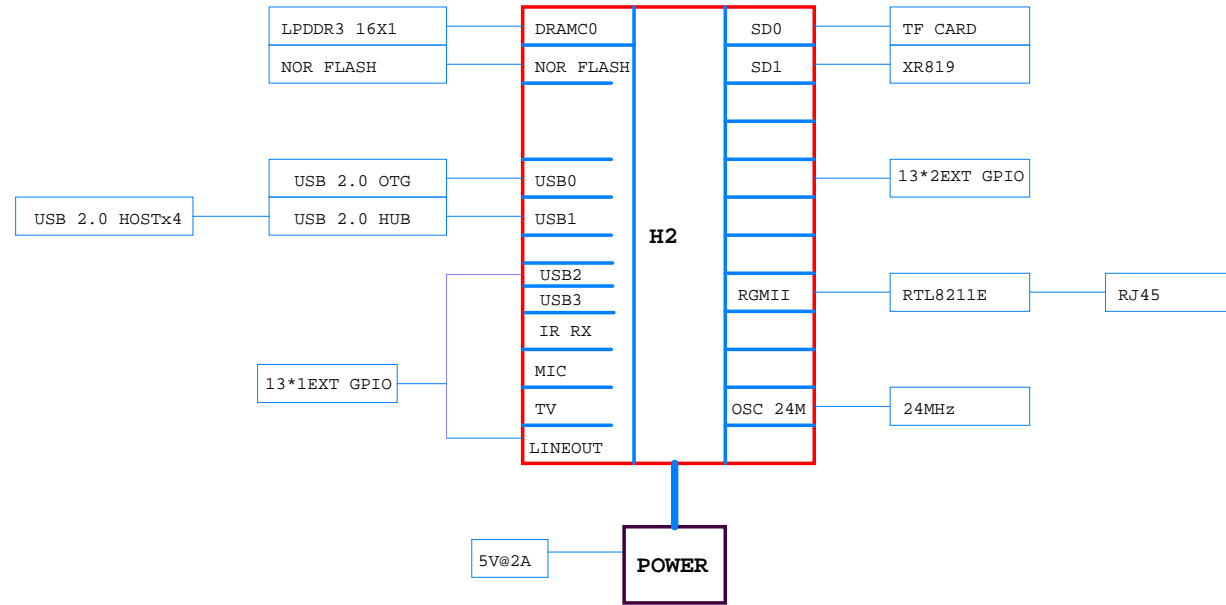 LPDDR3 16X1
DRAMC0
SD0
TF CARD
NOR FLASH
NOR FLASH
SD1
XR819
USB 2.0 OTG
USB0
13*2EXT GPIO
USB 2.0 HOSTx4
USB 2.0 HUB
USB1
H2
USB2
USB3
RGMII
RTL8211E
RJ45
IR RX
MIC
13*1EXT GPIO
TV
OSC 24M
24MHz
LINEOUT
5V@2A
POWER